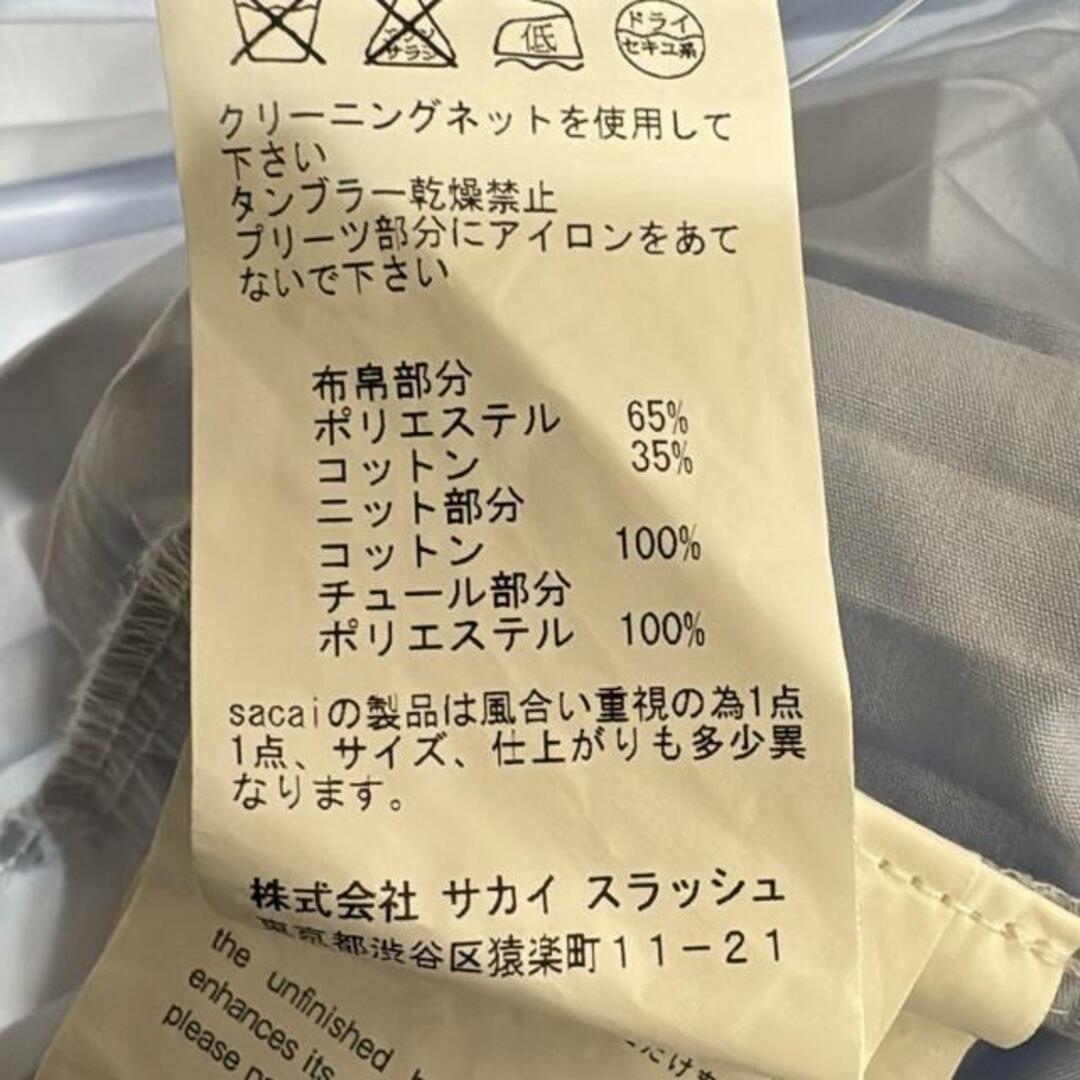 サラシ
低
ドライ
セキユ系
クリーニングネットを使用して
下さい
タンブラー乾燥禁止
プリーツ部分にアイロンをあて
ないで下さい
布帛部分
ポリエステル 65%
コットン 35%
ニット部分
コットン 100%
チュール部分
ポリエステル 100%
sacaiの製品は風合い重視の為1点
1点、サイズ、仕上がりも多少異
なります。
株式会社 サカイ スラッシュ
東京都渋谷区猿楽町11-21
the unfinished
enhances its
please
だけ